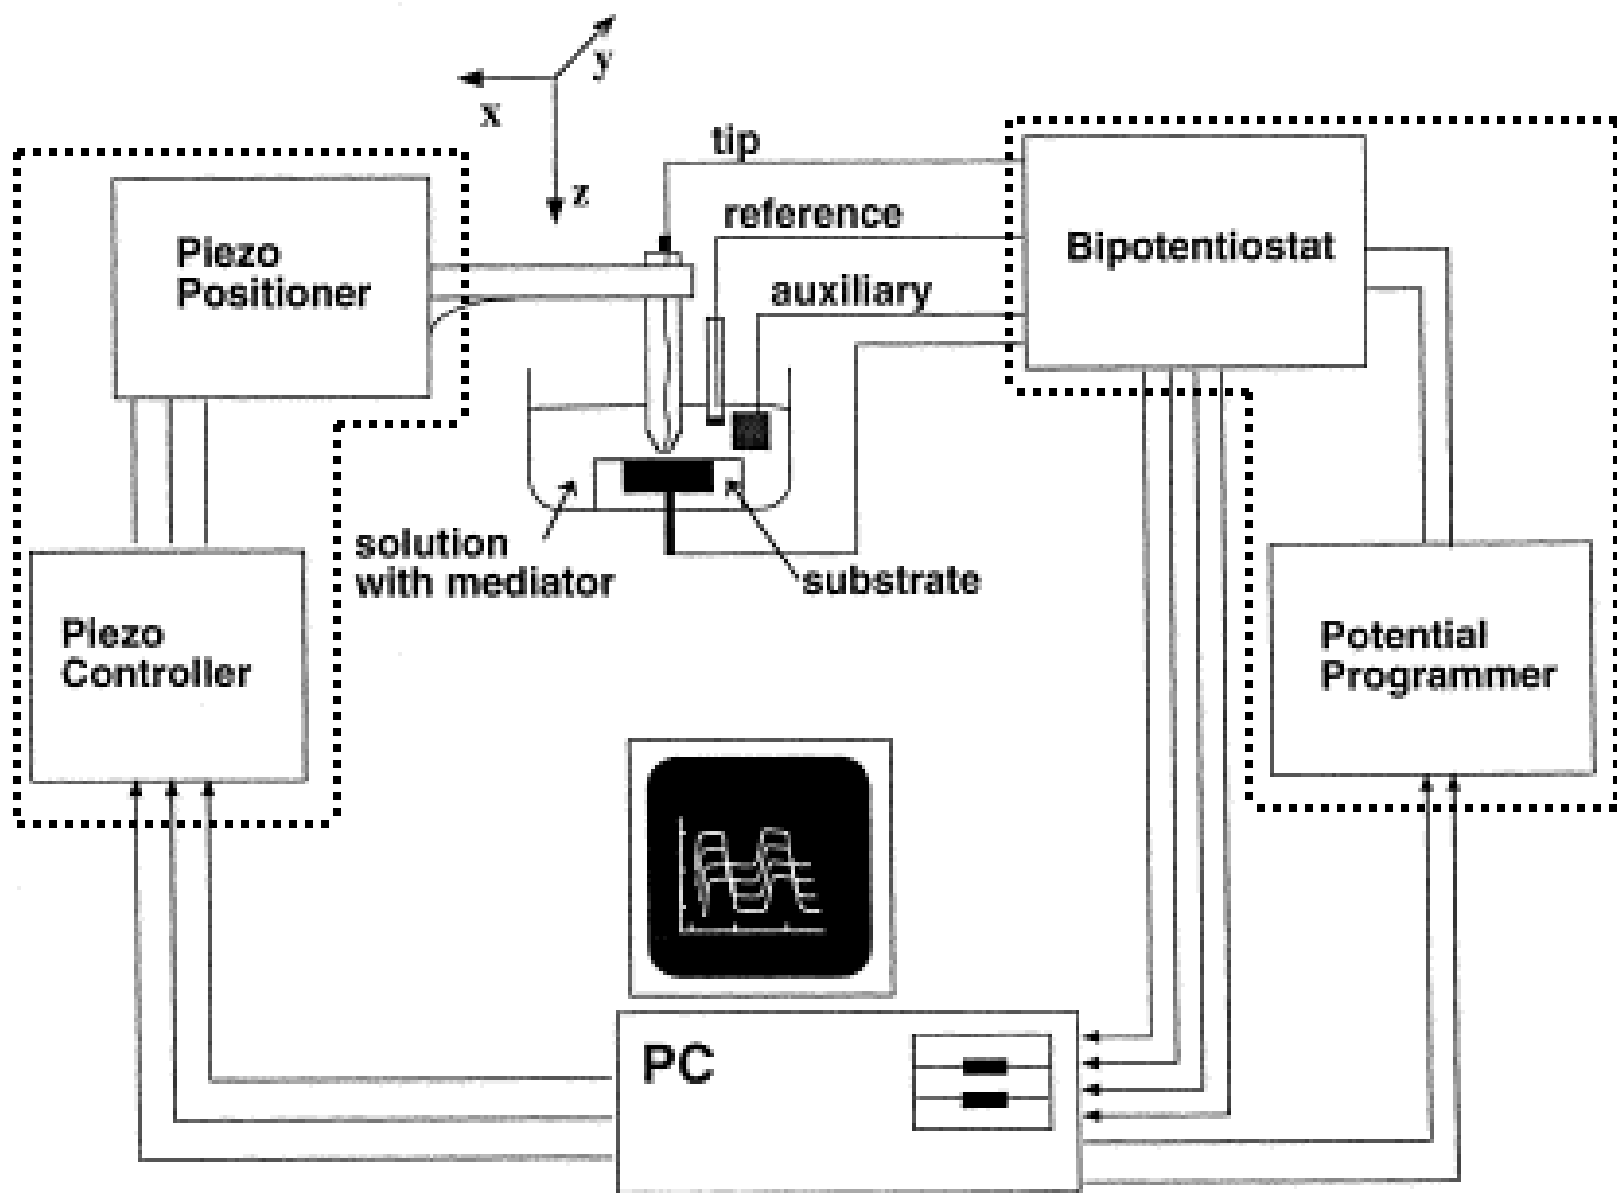 y
x
z
tip
reference
auxiliary
Piezo
Positioner
Bipotentiostat
solution
with mediator
substrate
Piezo
Controller
Potential
Programmer
PC